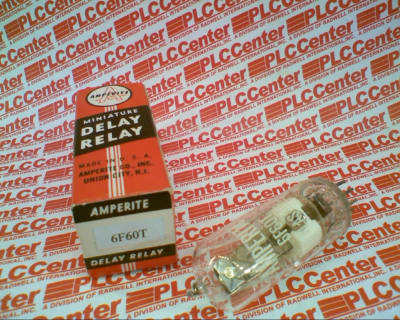 AMPERITE
MINIATURE
DELAY
RELAY
MADE IN U. S. A.
AMPERITE CO., INC.
UNION CITY, N.J.
AMPERITE
6F60T
DELAY RELAY
PLCCenter
A DIVISION OF RADWELL INTERNATIONAL, INC.